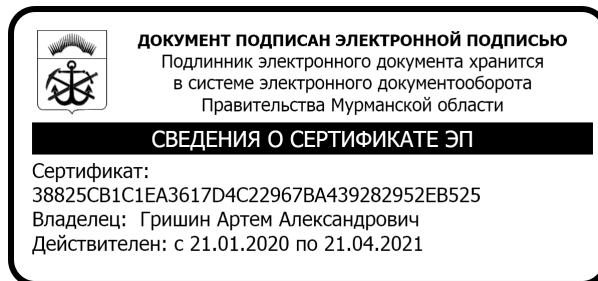 ДОКУМЕНТ ПОДПИСАН ЭЛЕКТРОННОЙ ПОДПИСЬЮ
Подлинник электронного документа хранится
в системе электронного документооборота
Правительства Мурманской области
СВЕДЕНИЯ О СЕРТИФИКАТЕ ЭП
Сертификат:
38825CB1C1EA3617D4C22967BA439282952EB525
Владелец: Гришин Артем Александрович
Действителен: с 21.01.2020 по 21.04.2021